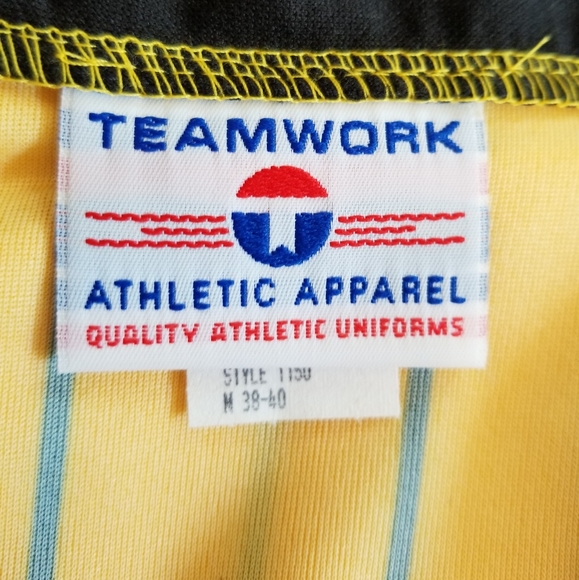 TEAMWORK
ATHLETIC APPAREL
QUALITY ATHLETIC UNIFORMS
STYLE 1150
M 38-40